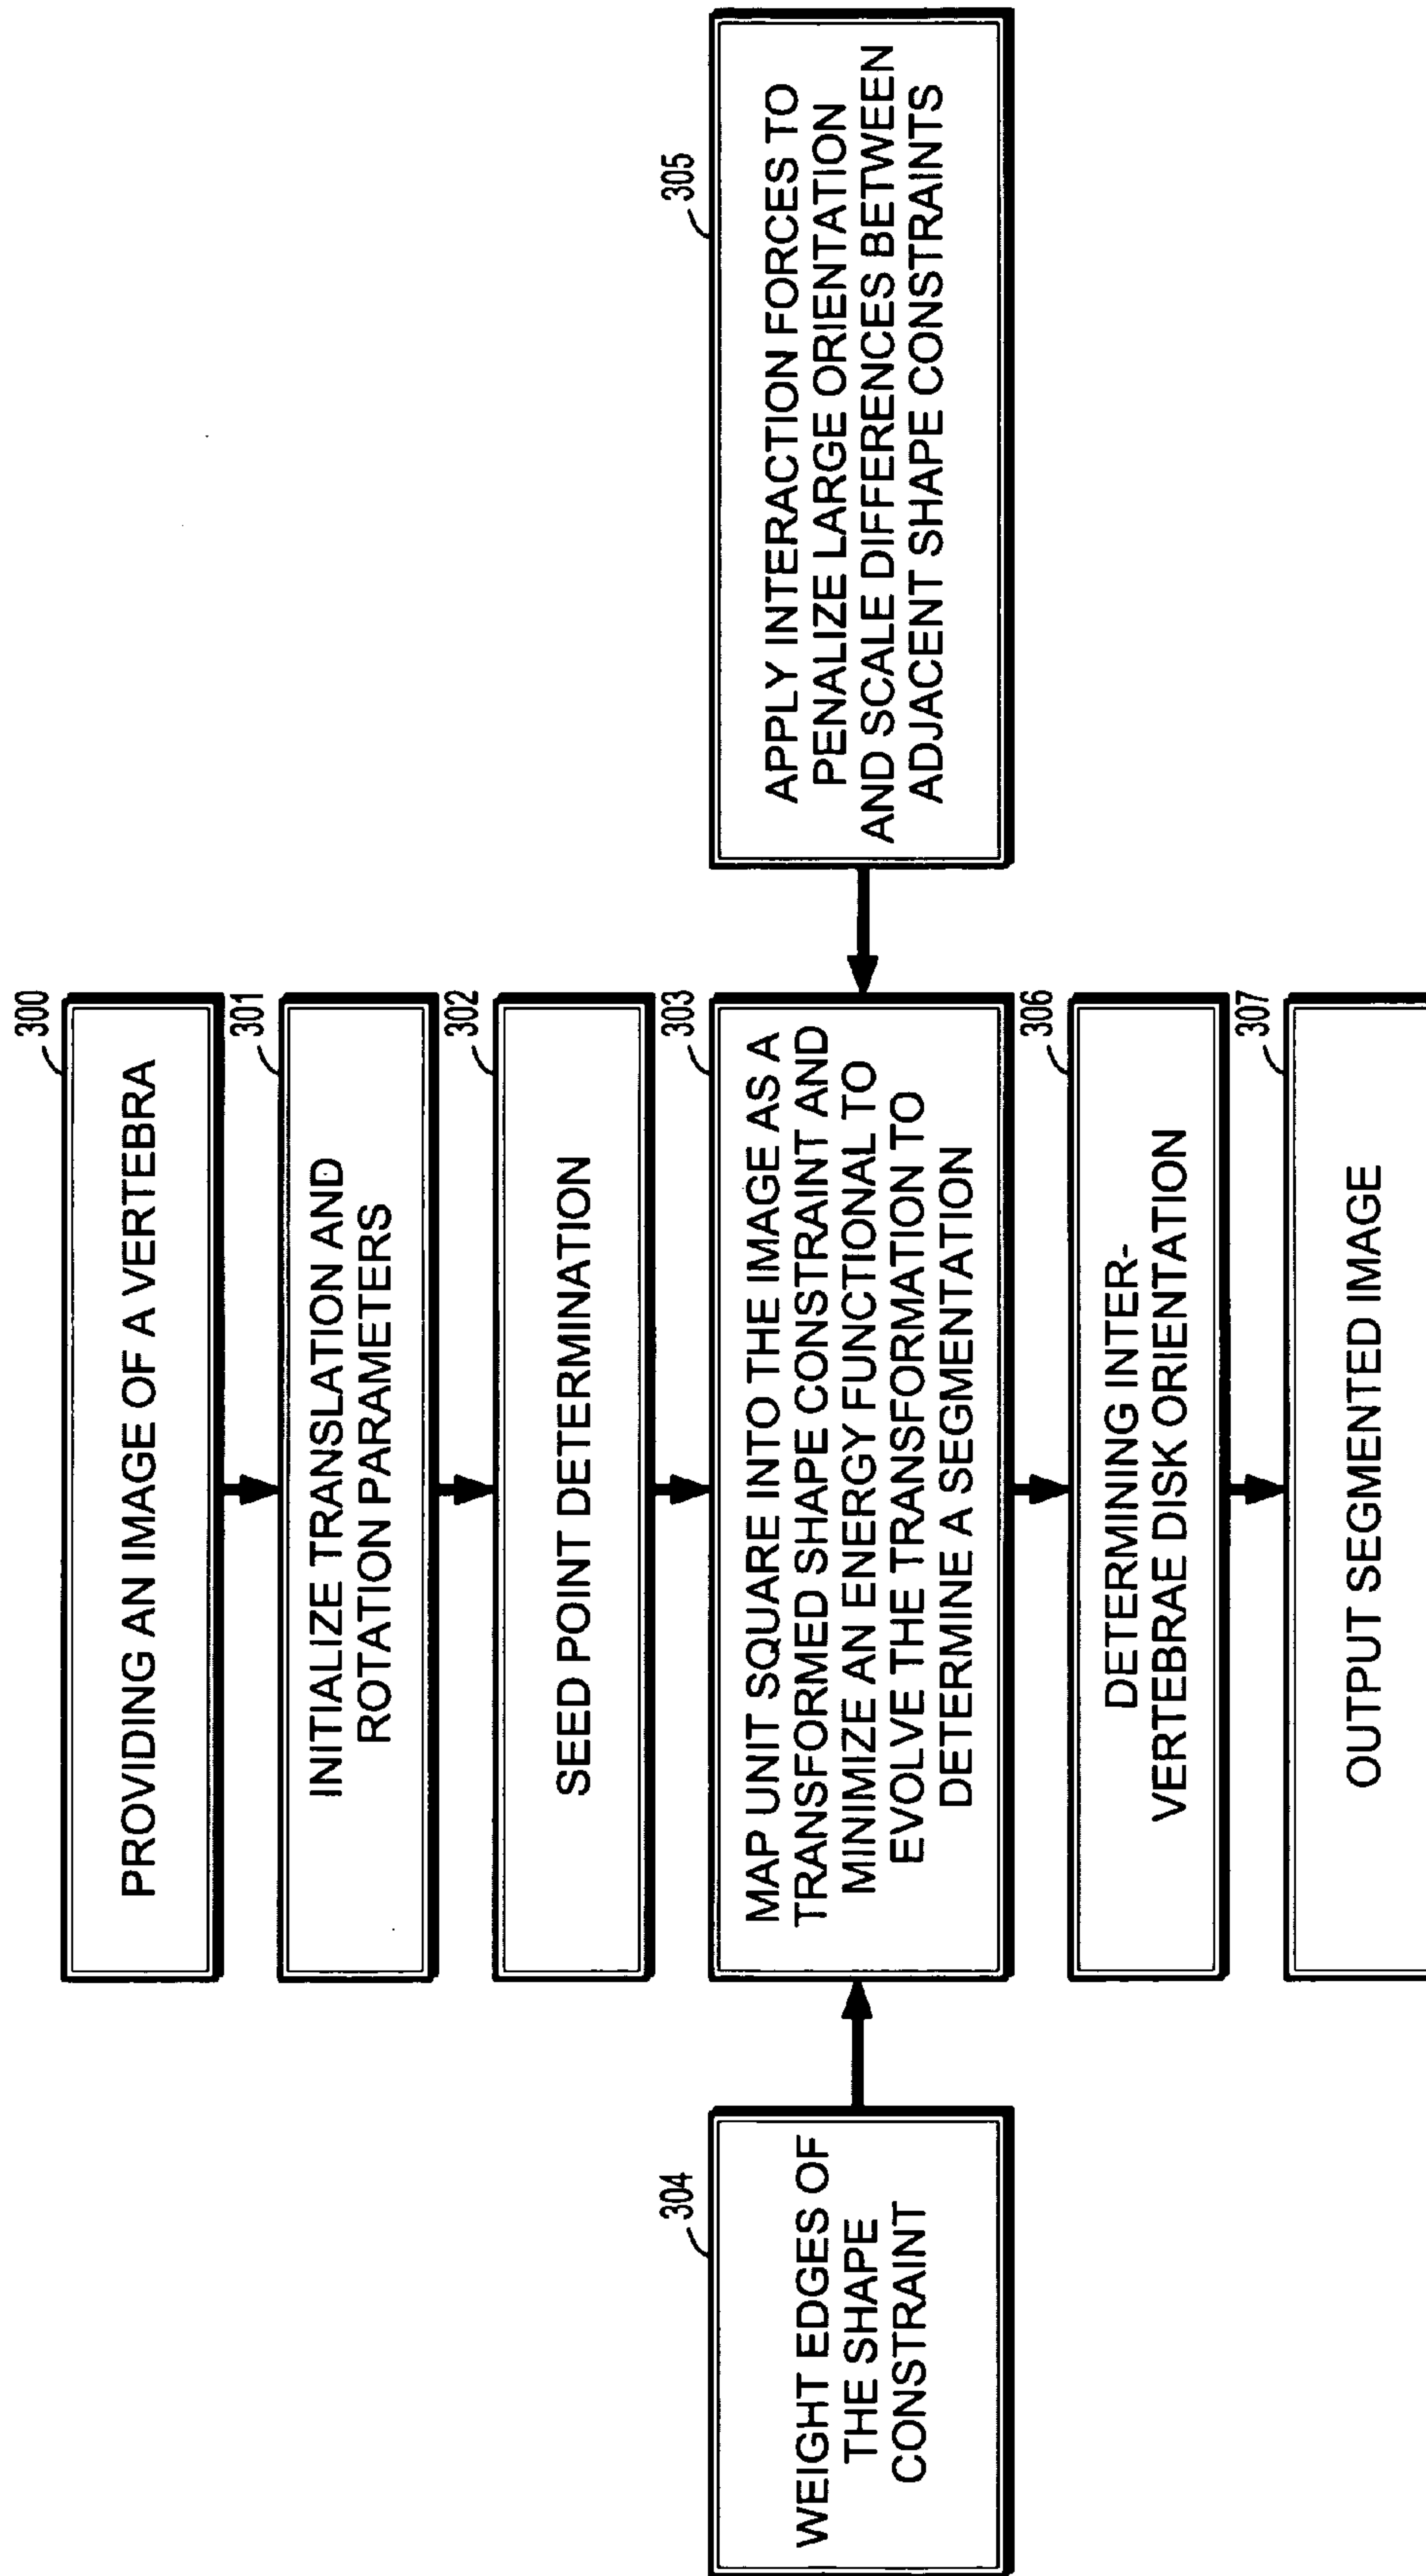 300
PROVIDING AN IMAGE OF A VERTEBRA
301
INITIALIZE TRANSLATION AND
ROTATION PARAMETERS
302
SEED POINT DETERMINATION
303
MAP UNIT SQUARE INTO THE IMAGE AS A
TRANSFORMED SHAPE CONSTRAINT AND
MINIMIZE AN ENERGY FUNCTIONAL TO
EVOLVE THE TRANSFORMATION TO
DETERMINE A SEGMENTATION
304
WEIGHT EDGES OF
THE SHAPE
CONSTRAINT
305
APPLY INTERACTION FORCES TO
PENALIZE LARGE ORIENTATION
AND SCALE DIFFERENCES BETWEEN
ADJACENT SHAPE CONSTRAINTS
306
DETERMINING INTER-
VERTEBRAE DISK ORIENTATION
307
OUTPUT SEGMENTED IMAGE